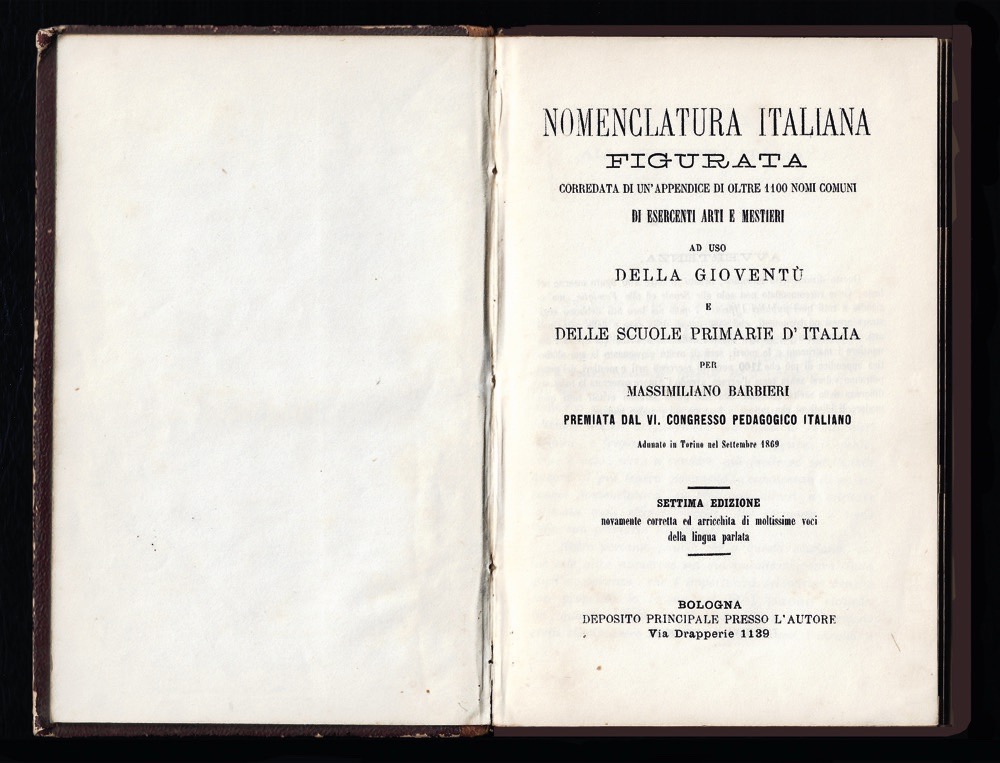 NOMENCLATURA ITALIANA
FIGURATA
CORREDATA DI UN' APPENDICE DI OLTRE 1100 NOMI COMUNI
DI ESERCENTI ARTI E MESTIERI
AD USO
DELLA GIOVENTÙ
E
DELLE SCUOLE PRIMARIE D' ITALIA
PER
MASSIMILIANO BARBIERI
PREMIATA DAL VI. CONGRESSO PEDAGOGICO ITALIANO
Adunato in Torino nel Settembre 1869
SETTIMA EDIZIONE
novamente corretta ed arricchita di moltissime voci
della lingua parlata
BOLOGNA
DEPOSITO PRINCIPALE PRESSO L'AUTORE
Via Drapperie 1139